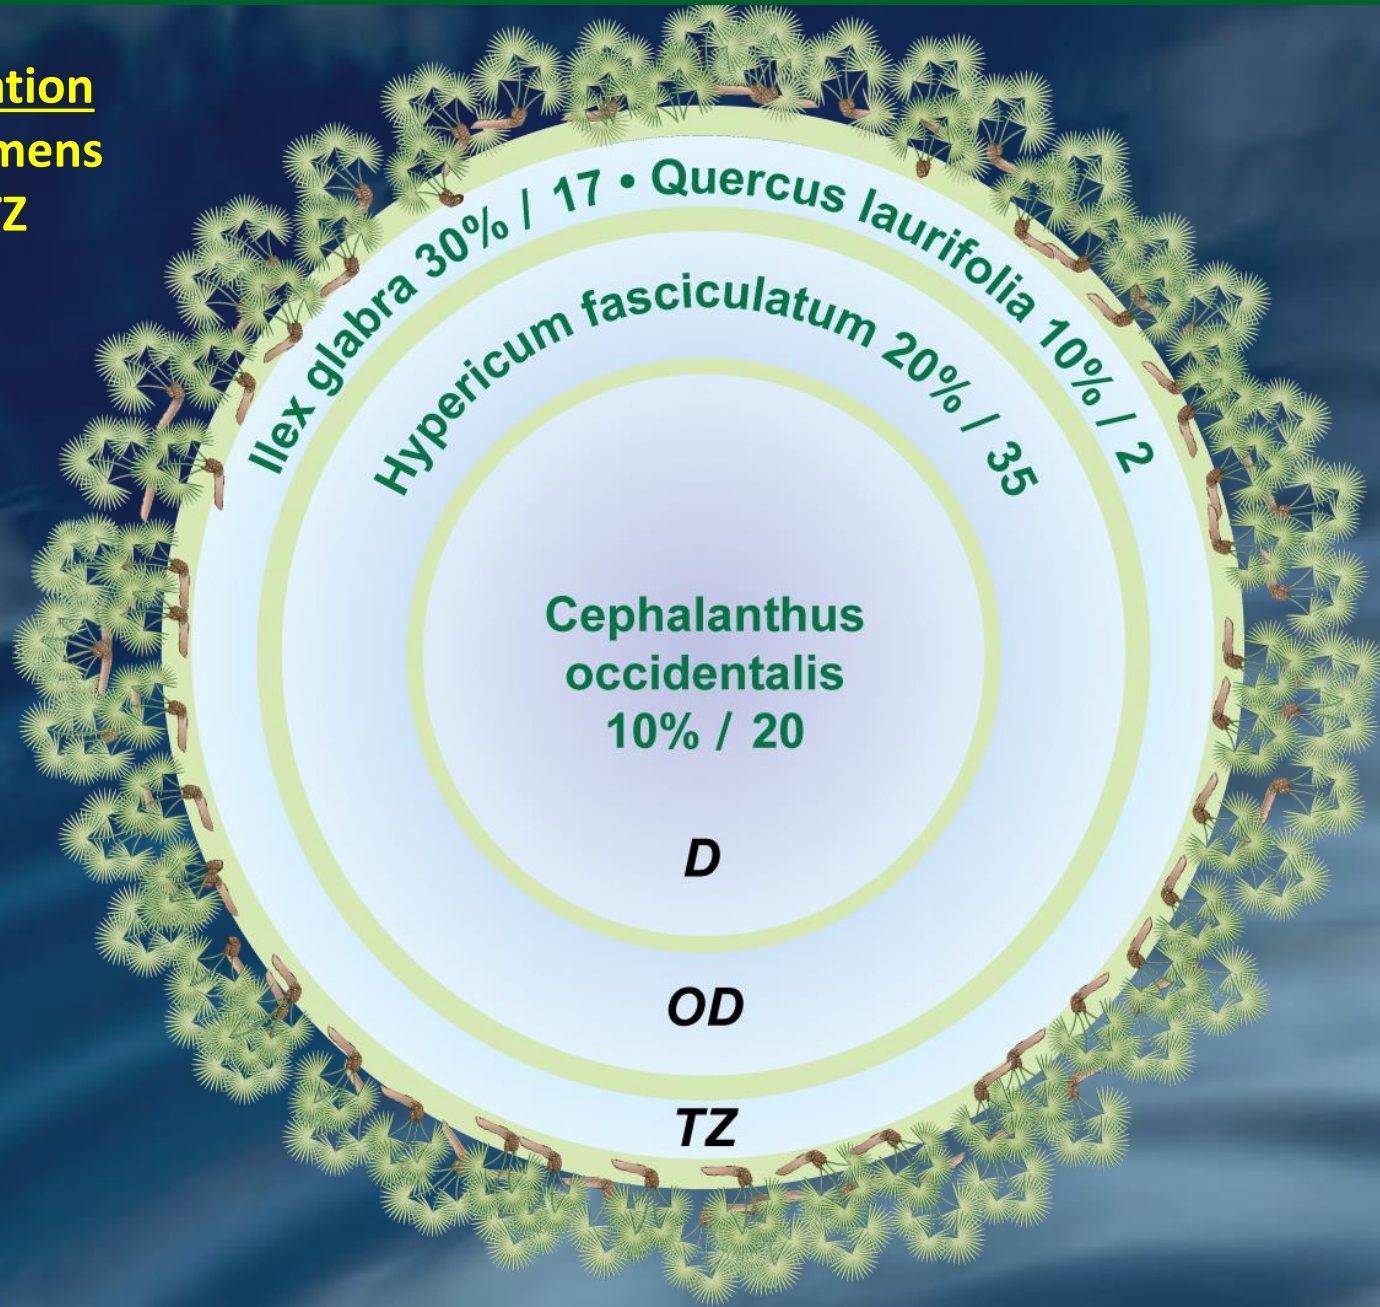 ation
mens
TZ
Ilex glabra 30% / 17 • Quercus laurifolia 10% / 2
Hypericum fasciculatum 20% / 35
Cephalanthus
occidentalis
10% / 20
D
OD
TZ